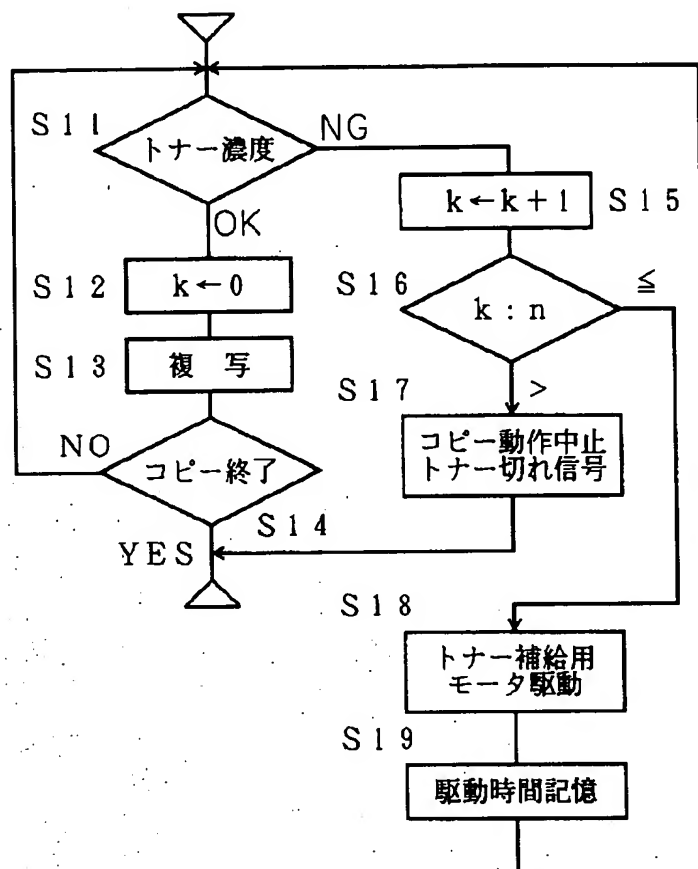 S11
トナー濃度
NG
OK
k←k+1
S15
S12
k←0
S16
k:n
≦
S13
複 写
S17
>
NO
コピー終了
コピー動作中止
トナー切れ信号
S14
YES
S18
トナー補給用
モータ駆動
S19
駆動時間記憶